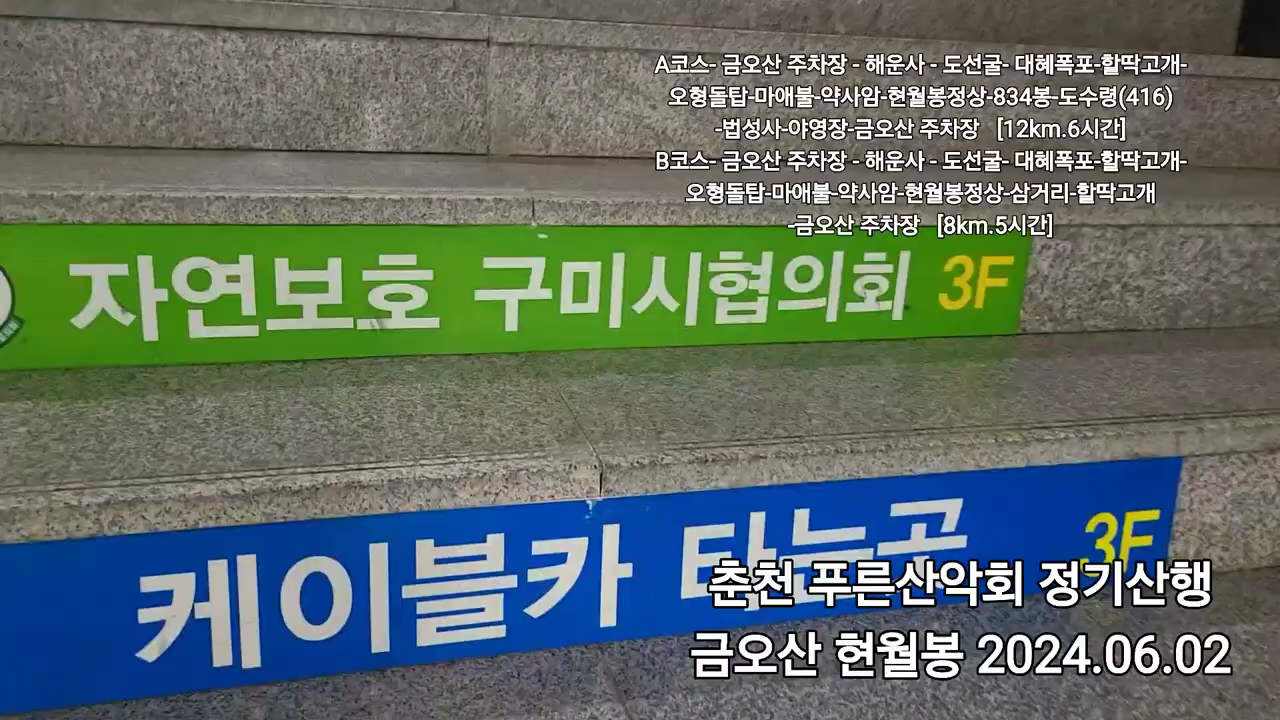 A코스- 금오산 주차장 - 해운사 - 도선굴- 대혜폭포-할딱고개-
오형돌탑-마애불-약사암-현월봉정상-834봉-도수령(416)
-법성사-야영장-금오산 주차장 [12km.6시간]
B코스- 금오산 주차장 - 해운사 - 도선굴- 대혜폭포-할딱고개-
오형돌탑-마애불-약사암-현월봉정상-삼거리-할딱고개
-금오산 주차장 [8km.5시간]
자연보호 구미시협의회 3F
케이블카 타는곳 3F
춘천 푸른산악회 정기산행
금오산 현월봉 2024.06.02